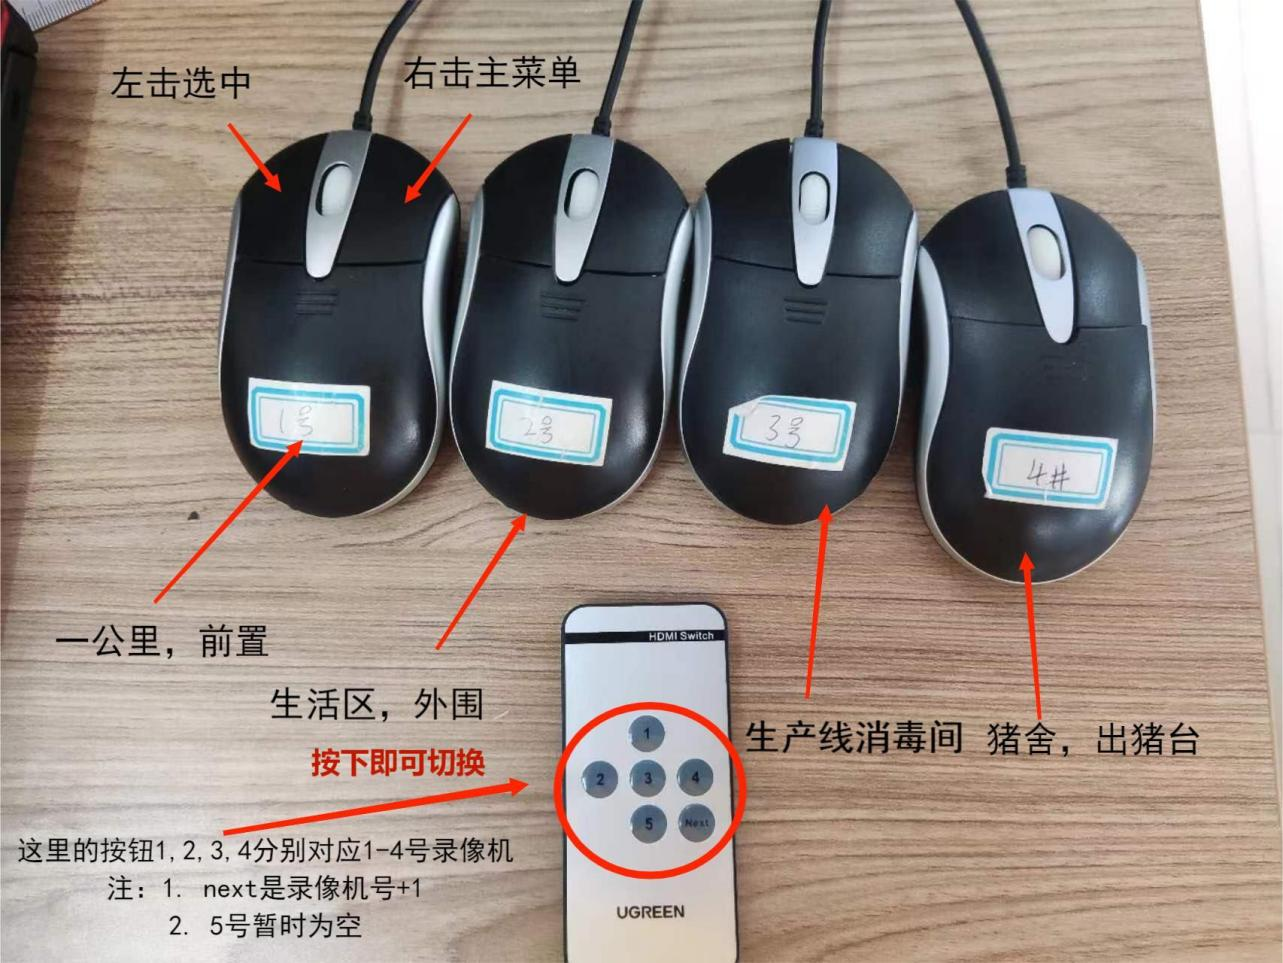 左击选中
右击主菜单
1号
2号
3号
4#
一公里，前置
生活区，外围
生产线消毒间
猪舍，出猪台
按下即可切换
这里的按钮1,2,3,4分别对应1-4号录像机
注：1. next是录像机号+1
2. 5号暂时为空
HDMI Switch
1
2
3
4
5
Next
UGREEN